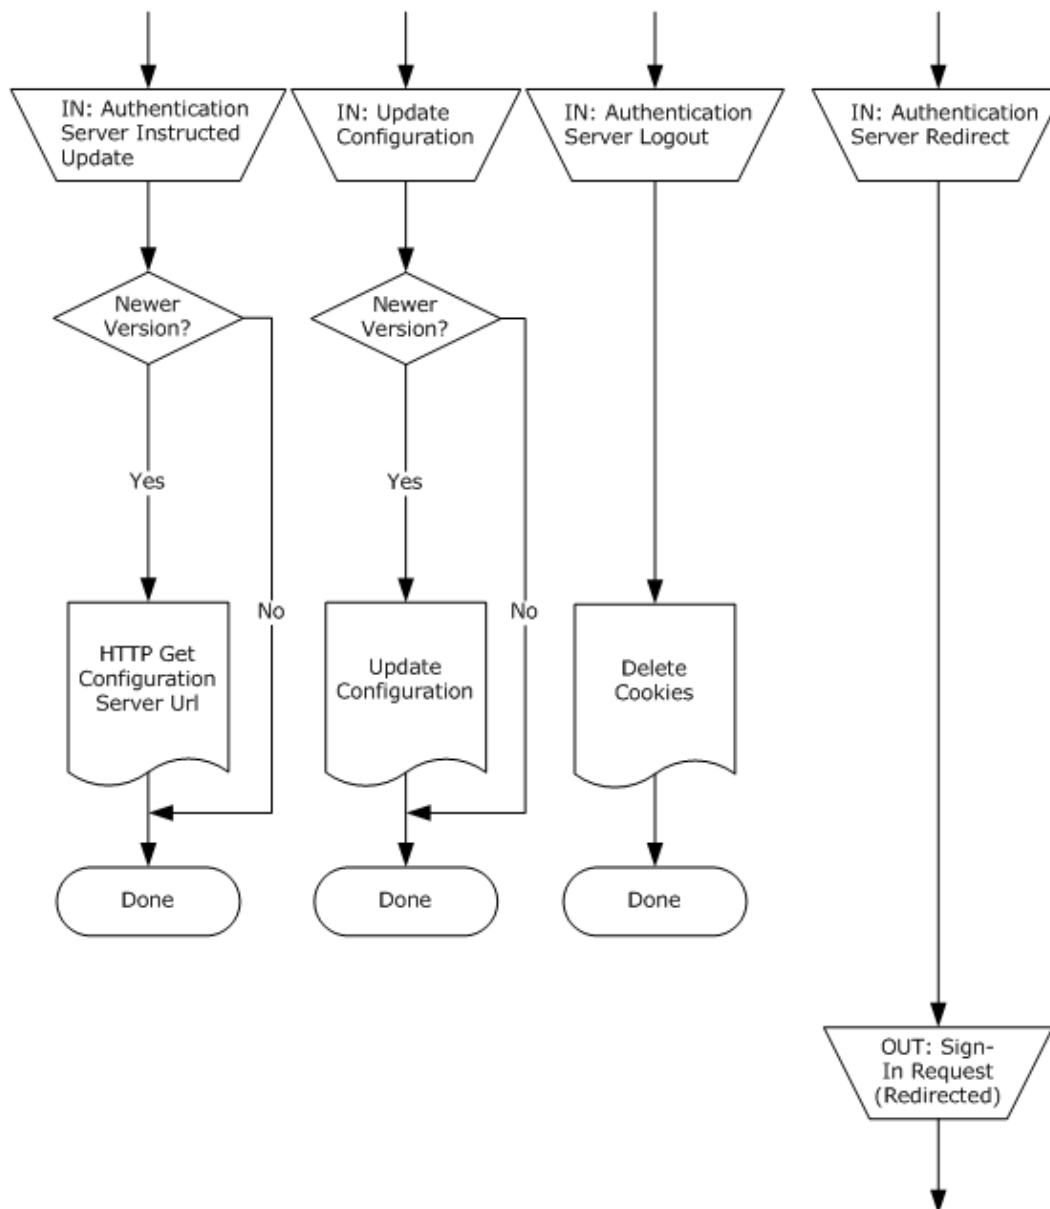 IN: Authentication
Server Instructed
Update
IN: Update
Configuration
IN: Authentication
Server Logout
IN: Authentication
Server Redirect
Newer
Version?
Newer
Version?
Yes
Yes
No
No
HTTP Get
Configuration
Server Url
Update
Configuration
Delete
Cookies
Done
Done
Done
OUT: Sign-
In Request
(Redirected)